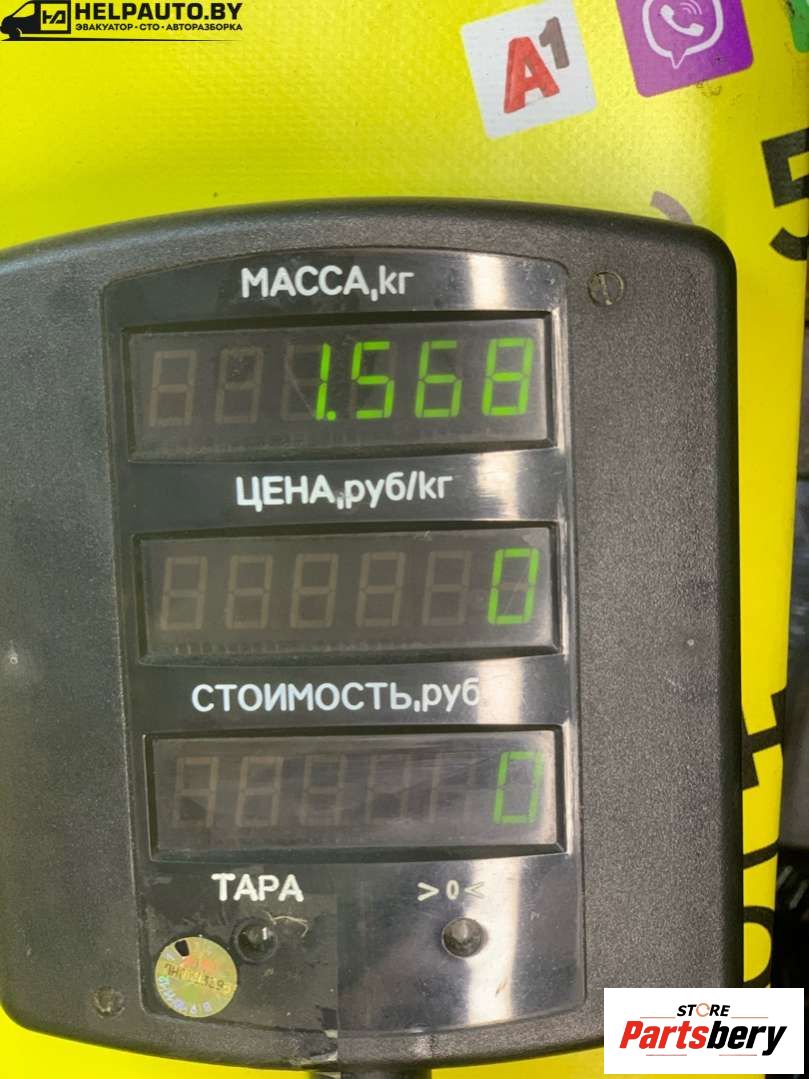 HELPAUTO.BY
ЭВАКУАТОР • СТО • АВТОРАЗБОРКА
A1
5
МАССА,кг
1.568
ЦЕНА,руб/кг
0
СТОИМОСТЬ,руб
0
ТАРА >0<
STORE
Partsbery